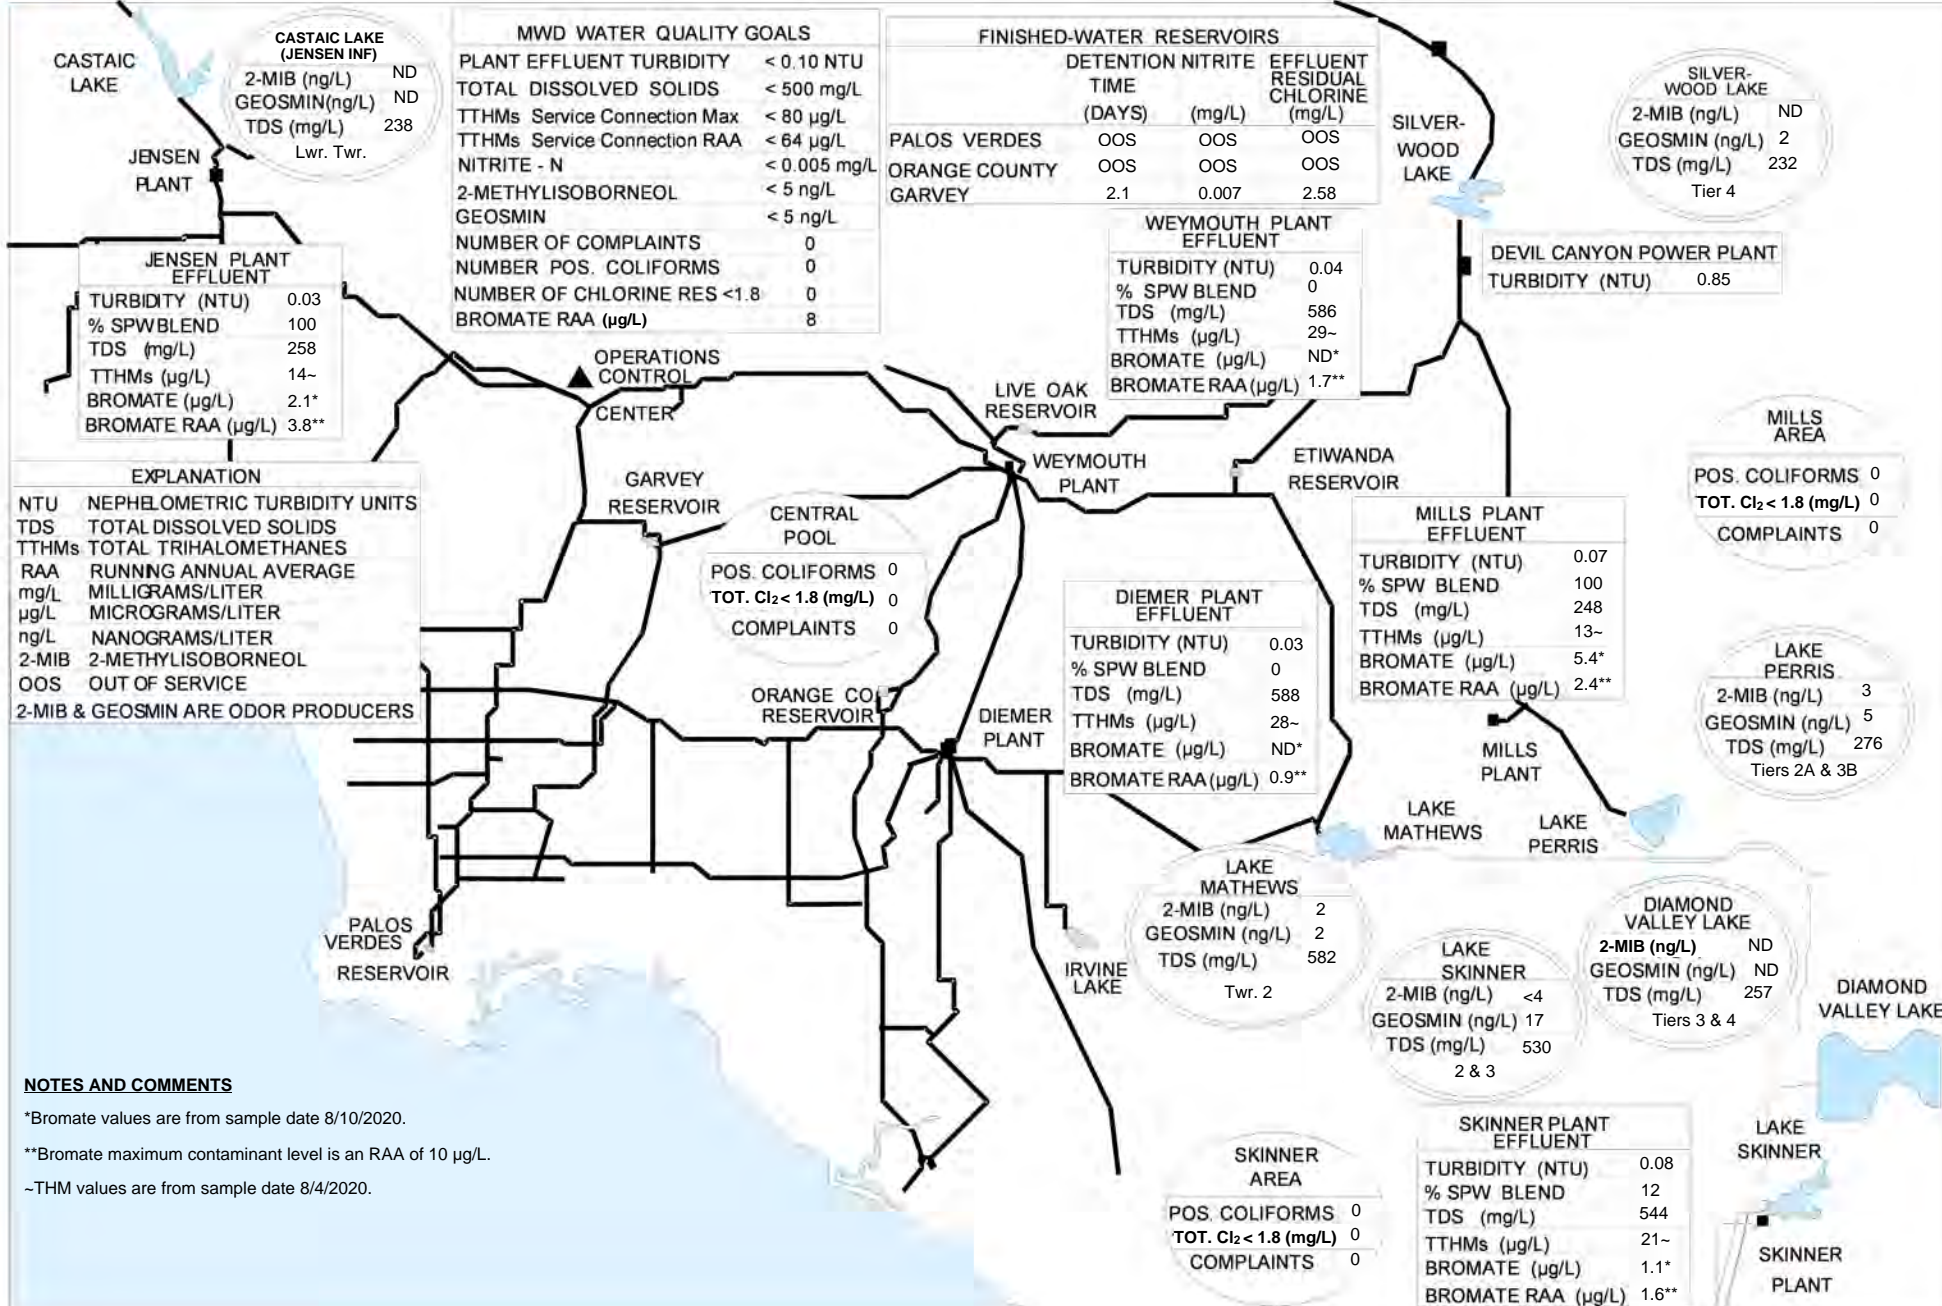 CASTAIC
LAKE
CASTAIC LAKE
(JENSEN INF)
2-MIB (ng/L) ND
GEOSMIN(ng/L) ND
TDS (mg/L) 238
Lwr. Twr.
JENSEN
PLANT
MWD WATER QUALITY GOALS
PLANT EFFLUENT TURBIDITY < 0.10 NTU
TOTAL DISSOLVED SOLIDS < 500 mg/L
TTHMs Service Connection Max < 80 µg/L
TTHMs Service Connection RAA < 64 µg/L
NITRITE - N < 0.005 mg/L
2-METHYLISOBORNEOL < 5 ng/L
GEOSMIN < 5 ng/L
NUMBER OF COMPLAINTS 0
NUMBER POS. COLIFORMS 0
NUMBER OF CHLORINE RES <1.8 0
BROMATE RAA (µg/L) 8
FINISHED-WATER RESERVOIRS
DETENTION NITRITE EFFLUENT
TIME RESIDUAL
CHLORINE
(DAYS) (mg/L) (mg/L)
PALOS VERDES OOS OOS OOS
ORANGE COUNTY OOS OOS OOS
GARVEY 2.1 0.007 2.58
SILVER-
WOOD
LAKE
SILVER-
WOOD LAKE
2-MIB (ng/L) ND
GEOSMIN (ng/L) 2
TDS (mg/L) 232
Tier 4
WEYMOUTH PLANT
EFFLUENT
TURBIDITY (NTU) 0.04
% SPW BLEND 0
TDS (mg/L) 586
TTHMs (µg/L) 29~
BROMATE (µg/L) ND*
BROMATE RAA (µg/L) 1.7**
DEVIL CANYON POWER PLANT
TURBIDITY (NTU) 0.85
JENSEN PLANT
EFFLUENT
TURBIDITY (NTU) 0.03
% SPW BLEND 100
TDS (mg/L) 258
TTHMs (µg/L) 14~
BROMATE (µg/L) 2.1*
BROMATE RAA (µg/L) 3.8**
OPERATIONS
CONTROL
CENTER
LIVE OAK
RESERVOIR
EXPLANATION
NTU NEPHELOMETRIC TURBIDITY UNITS
TDS TOTAL DISSOLVED SOLIDS
TTHMs TOTAL TRIHALOMETHANES
RAA RUNNING ANNUAL AVERAGE
mg/L MILLIGRAMS/LITER
µg/L MICROGRAMS/LITER
ng/L NANOGRAMS/LITER
2-MIB 2-METHYLISOBORNEOL
OOS OUT OF SERVICE
2-MIB & GEOSMIN ARE ODOR PRODUCERS
GARVEY
RESERVOIR
WEYMOUTH
PLANT
ETIWANDA
RESERVOIR
MILLS
AREA
POS. COLIFORMS 0
TOT. Cl₂ < 1.8 (mg/L) 0
COMPLAINTS 0
CENTRAL
POOL
POS. COLIFORMS 0
TOT. Cl₂ < 1.8 (mg/L) 0
COMPLAINTS 0
MILLS PLANT
EFFLUENT
TURBIDITY (NTU) 0.07
% SPW BLEND 100
TDS (mg/L) 248
TTHMs (µg/L) 13~
BROMATE (µg/L) 5.4*
BROMATE RAA (µg/L) 2.4**
DIEMER PLANT
EFFLUENT
TURBIDITY (NTU) 0.03
% SPW BLEND 0
TDS (mg/L) 588
TTHMs (µg/L) 28~
BROMATE (µg/L) ND*
BROMATE RAA (µg/L) 0.9**
LAKE
PERRIS
2-MIB (ng/L) 3
GEOSMIN (ng/L) 5
TDS (mg/L) 276
Tiers 2A & 3B
ORANGE CO
RESERVOIR
DIEMER
PLANT
MILLS
PLANT
LAKE
MATHEWS
LAKE
PERRIS
LAKE
MATHEWS
2-MIB (ng/L) 2
GEOSMIN (ng/L) 2
TDS (mg/L) 582
Twr. 2
DIAMOND
VALLEY LAKE
2-MIB (ng/L) ND
GEOSMIN (ng/L) ND
TDS (mg/L) 257
Tiers 3 & 4
PALOS
VERDES
RESERVOIR
IRVINE
LAKE
LAKE
SKINNER
2-MIB (ng/L) <4
GEOSMIN (ng/L) 17
TDS (mg/L) 530
2 & 3
DIAMOND
VALLEY LAKE
NOTES AND COMMENTS
*Bromate values are from sample date 8/10/2020.
**Bromate maximum contaminant level is an RAA of 10 µg/L.
~THM values are from sample date 8/4/2020.
SKINNER
AREA
POS. COLIFORMS 0
TOT. Cl₂ < 1.8 (mg/L) 0
COMPLAINTS 0
SKINNER PLANT
EFFLUENT
TURBIDITY (NTU) 0.08
% SPW BLEND 12
TDS (mg/L) 544
TTHMs (µg/L) 21~
BROMATE (µg/L) 1.1*
BROMATE RAA (µg/L) 1.6**
LAKE
SKINNER
SKINNER
PLANT